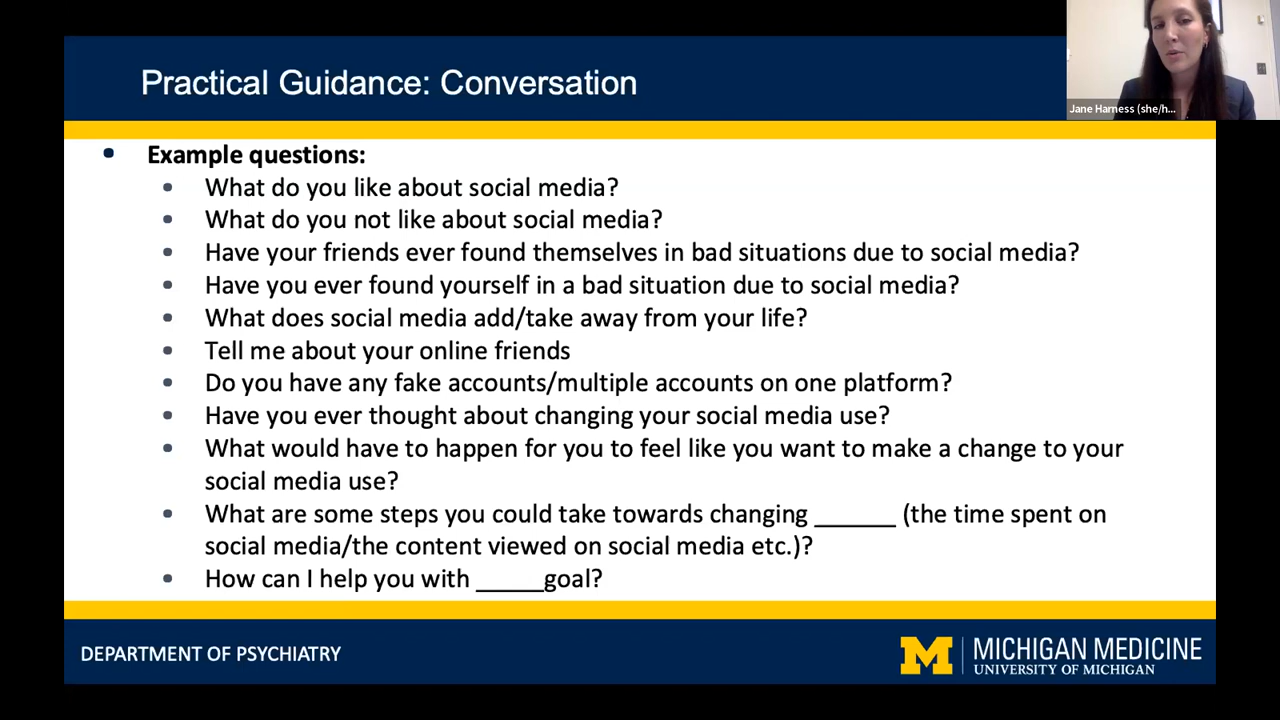 Practical Guidance: Conversation
Jane Harness (she/h...
• Example questions:
• What do you like about social media?
• What do you not like about social media?
• Have your friends ever found themselves in bad situations due to social media?
• Have you ever found yourself in a bad situation due to social media?
• What does social media add/take away from your life?
• Tell me about your online friends
• Do you have any fake accounts/multiple accounts on one platform?
• Have you ever thought about changing your social media use?
• What would have to happen for you to feel like you want to make a change to your
social media use?
• What are some steps you could take towards changing ______ (the time spent on
social media/the content viewed on social media etc.)?
• How can I help you with _____goal?
DEPARTMENT OF PSYCHIATRY
M MICHIGAN MEDICINE
UNIVERSITY OF MICHIGAN